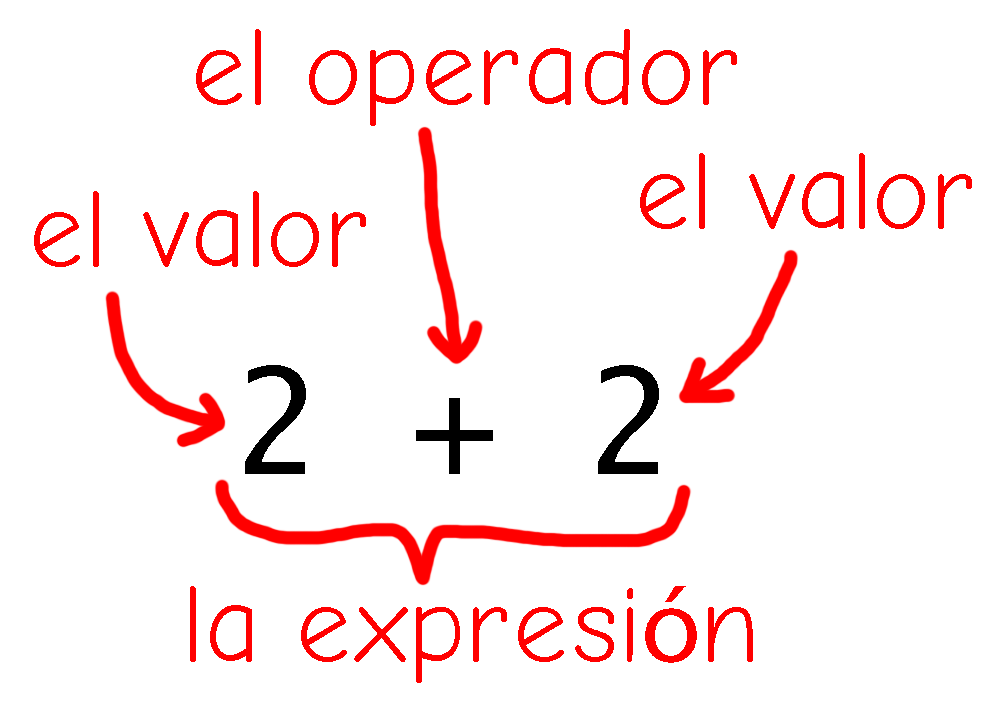 el operador
el valor
el valor
2 + 2
la expresión